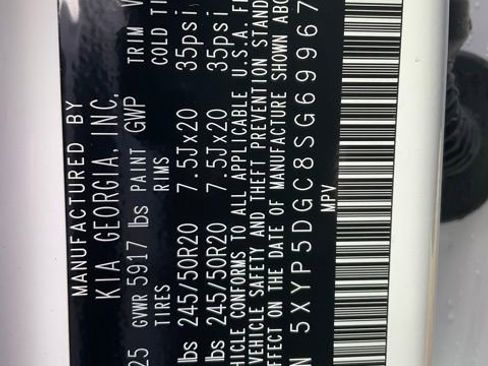 MANUFACTURED BY
KIA GEORGIA, INC.
25 GVWR 5917 lbs PAINT GWP TRIM V
TIRES RIMS COLD TI
lbs 245/50R20 7.5Jx20 35psi
lbs 245/50R20 7.5Jx20 35psi
HICLE CONFORMS TO ALL APPLICABLE U.S.A. FE
VEHICLE SAFETY AND THEFT PREVENTION STAND
EFFECT ON THE DATE OF MANUFACTURE SHOWN ABO
N 5XYP5DGC8SG69967
MPV